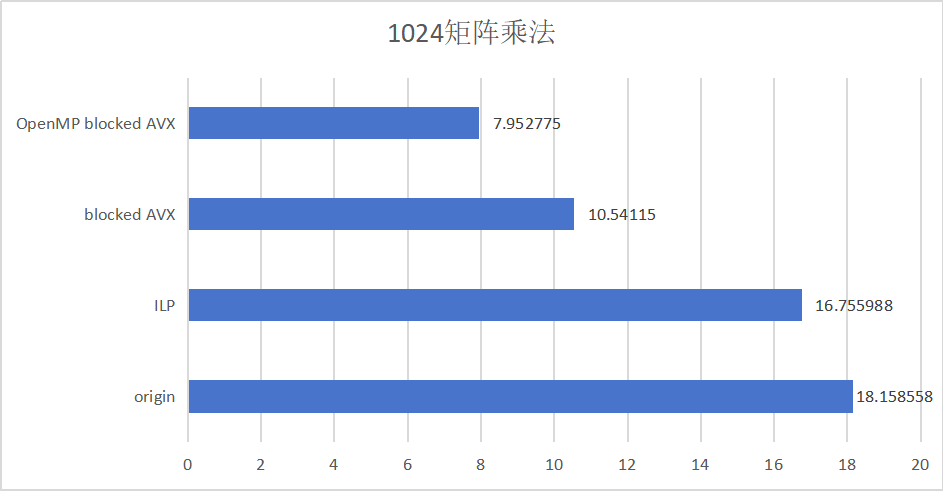 1024矩阵乘法
OpenMP blocked AVX
7.952775
blocked AVX
10.54115
ILP
16.755988
origin
18.158558
0 2 4 6 8 10 12 14 16 18 20